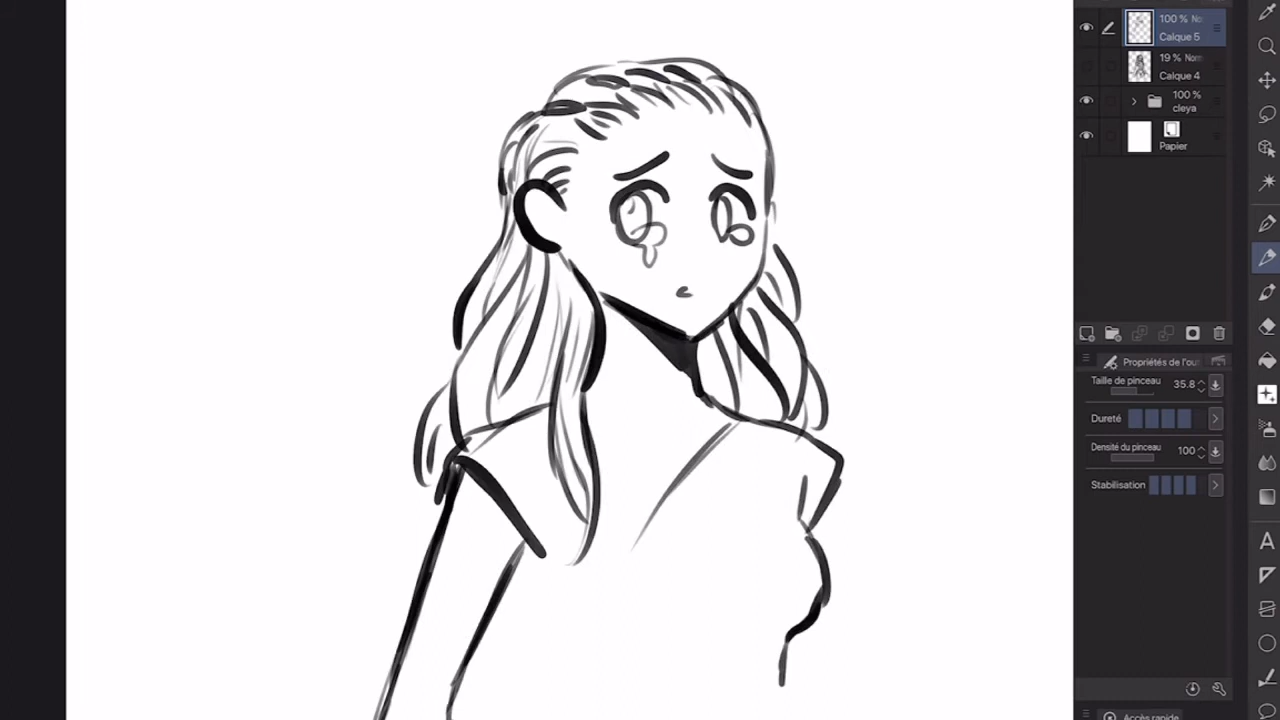 100 % No
Calque 5
19 % Norm
Calque 4
100 %
cleya
Papier
Propriétés de l'ou
Taille de pinceau 35.8
Dureté
Densité du pinceau 100
Stabilisation
Accès rapide